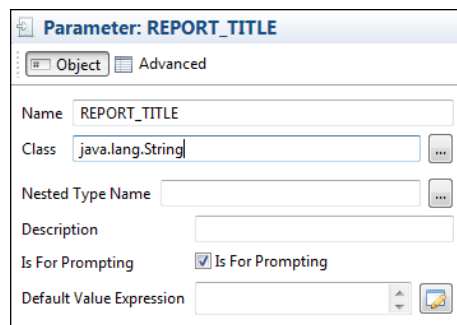 Parameter: REPORT_TITLE
Object Advanced
Name REPORT_TITLE
Class java.lang.String ...
Nested Type Name ...
Description
Is For Prompting Is For Prompting
Default Value Expression